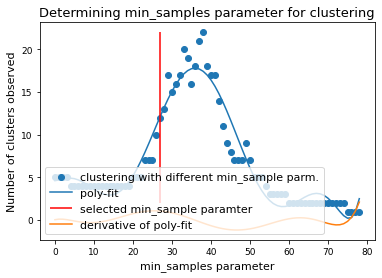 Determining min_samples parameter for clustering
Number of clusters observed
20
15
10
5
0
clustering with different min_sample parm.
poly-fit
selected min_sample paramter
derivative of poly-fit
0 10 20 30 40 50 60 70 80
min_samples parameter